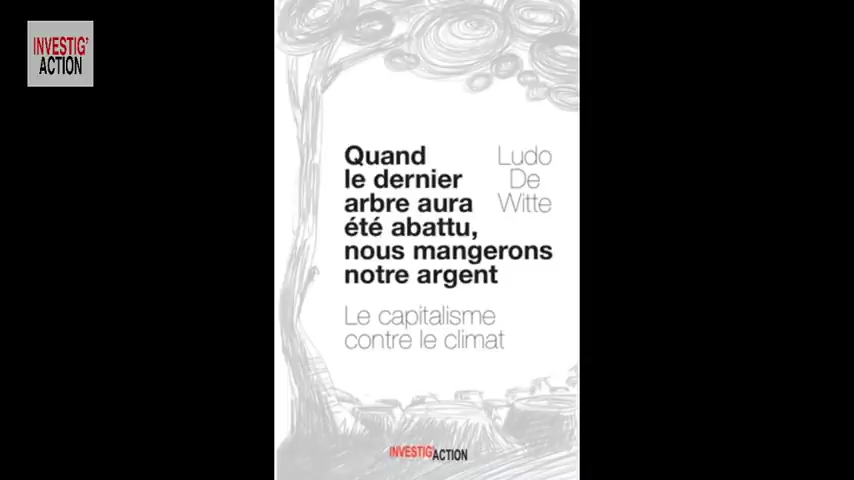 INVESTIG'
ACTION
Quand
le dernier
arbre aura
été abattu,
nous mangerons
notre argent
Ludo
De
Witte
Le capitalisme
contre le climat
INVESTIG'ACTION